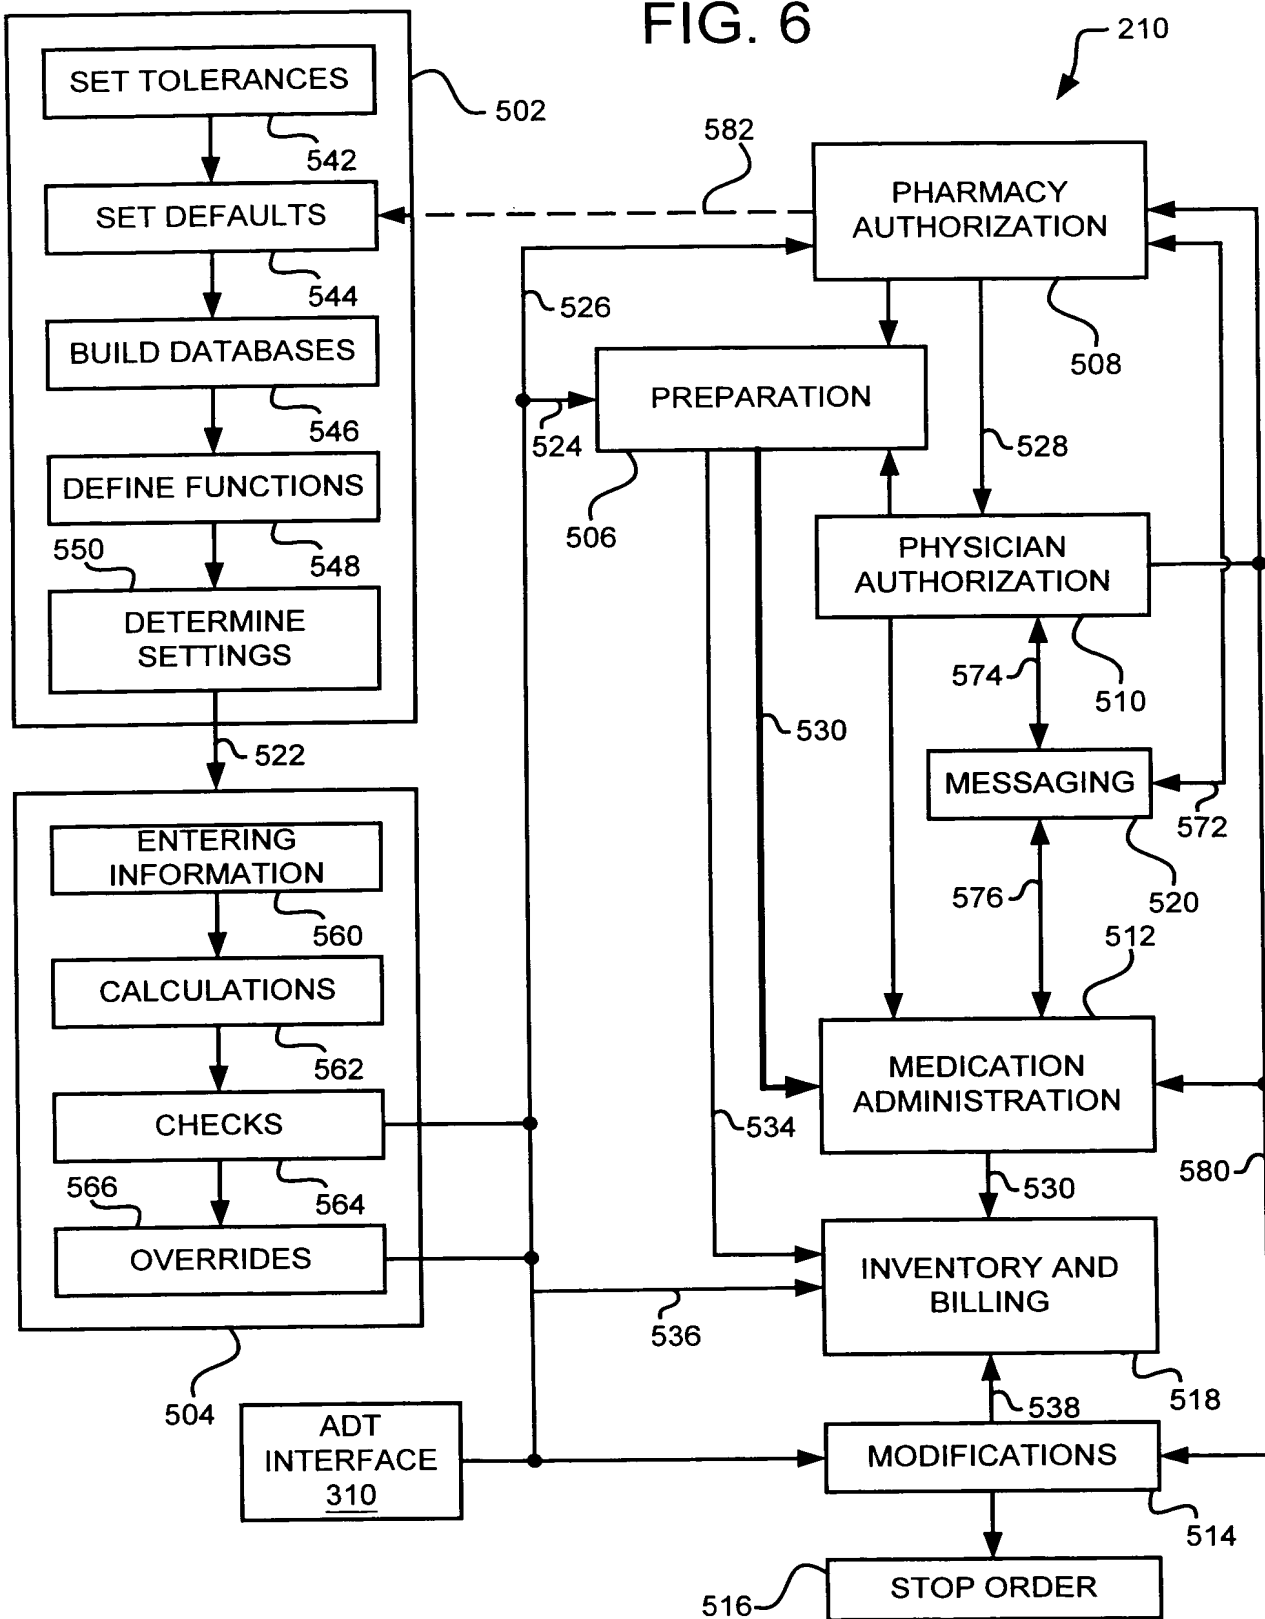 FIG. 6
210
SET TOLERANCES
502
542
582
SET DEFAULTS
PHARMACY
AUTHORIZATION
544
526
508
BUILD DATABASES
546
PREPARATION
524
528
506
DEFINE FUNCTIONS
548
550
PHYSICIAN
AUTHORIZATION
DETERMINE
SETTINGS
574
510
530
522
MESSAGING
572
520
ENTERING
INFORMATION
560
576
512
CALCULATIONS
562
MEDICATION
ADMINISTRATION
CHECKS
564
534
580
530
566
OVERRIDES
INVENTORY AND
BILLING
536
504
518
538
ADT
INTERFACE
310
MODIFICATIONS
514
STOP ORDER
516